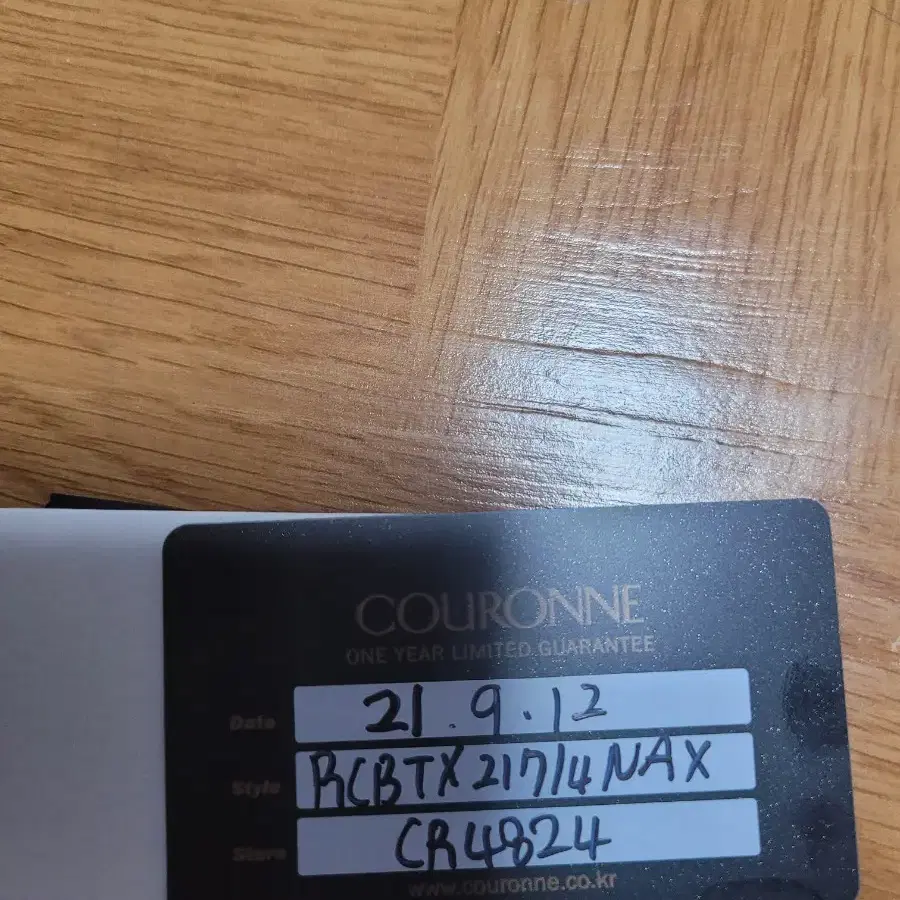 COURONNE
ONE YEAR LIMITED GUARANTEE
Date 21.9.12
Style RCBTX21714NAX
Store CR4824
www.couronne.co.kr